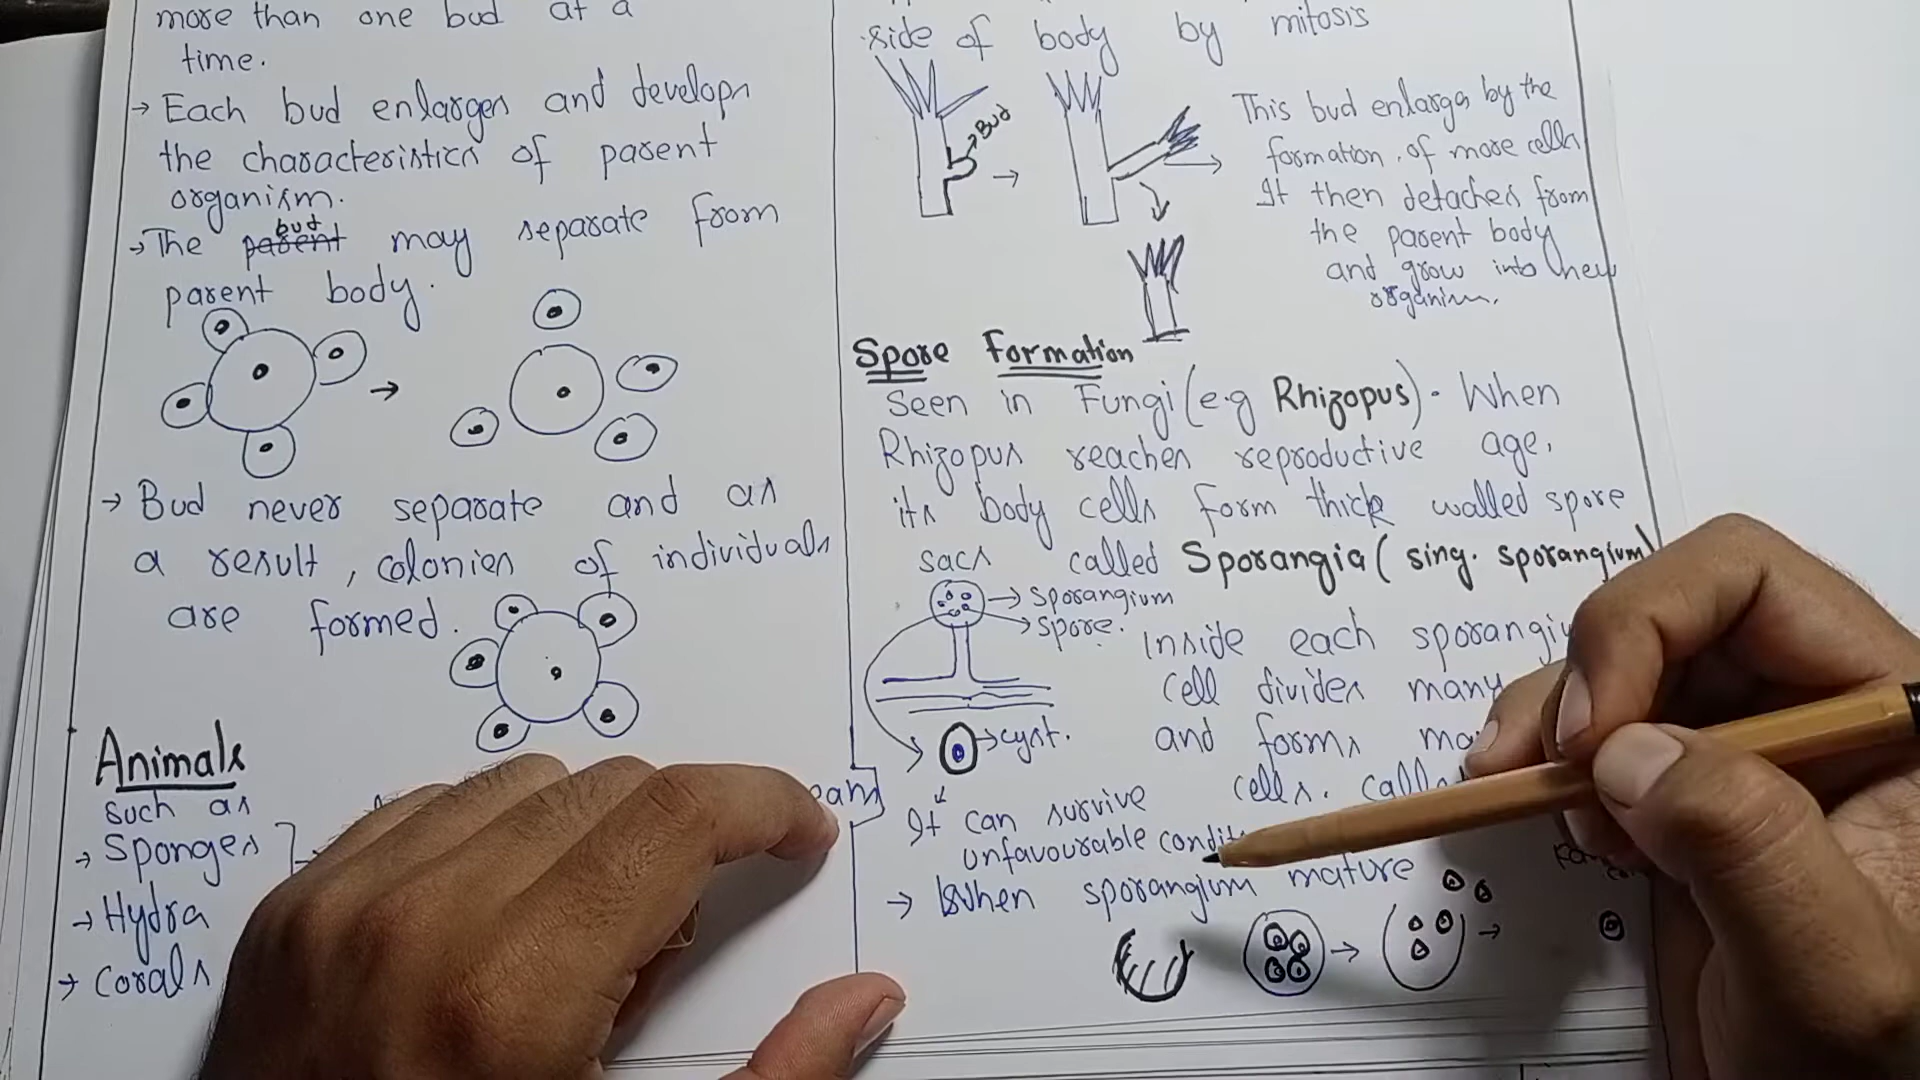 more than one bud at a
time.
→ Each bud enlarges and develops
the characteristics of parent
organism.
bud
→ The parent may separate from
parent body.
→ Bud never separate and as
a result, colonies of individuals
are formed.
Animals
such as
→ Sponges
→ Hydra
→ Corals
side of body by mitosis
Bud
This bud enlarges by the
formation of more cells
It then detaches from
the parent body
and grow into new
organism.
Spore Formation
Seen in Fungi (e.g Rhizopus). When
Rhizopus reaches reproductive age,
its body cells form thick walled spore
sacs called Sporangia ( sing. sporangium)
→ sporangium
→ spore.
Inside each
cell divides many
and forms
→ cyst.
cells.
It can survive
unfavourable
→ When sporangium mature